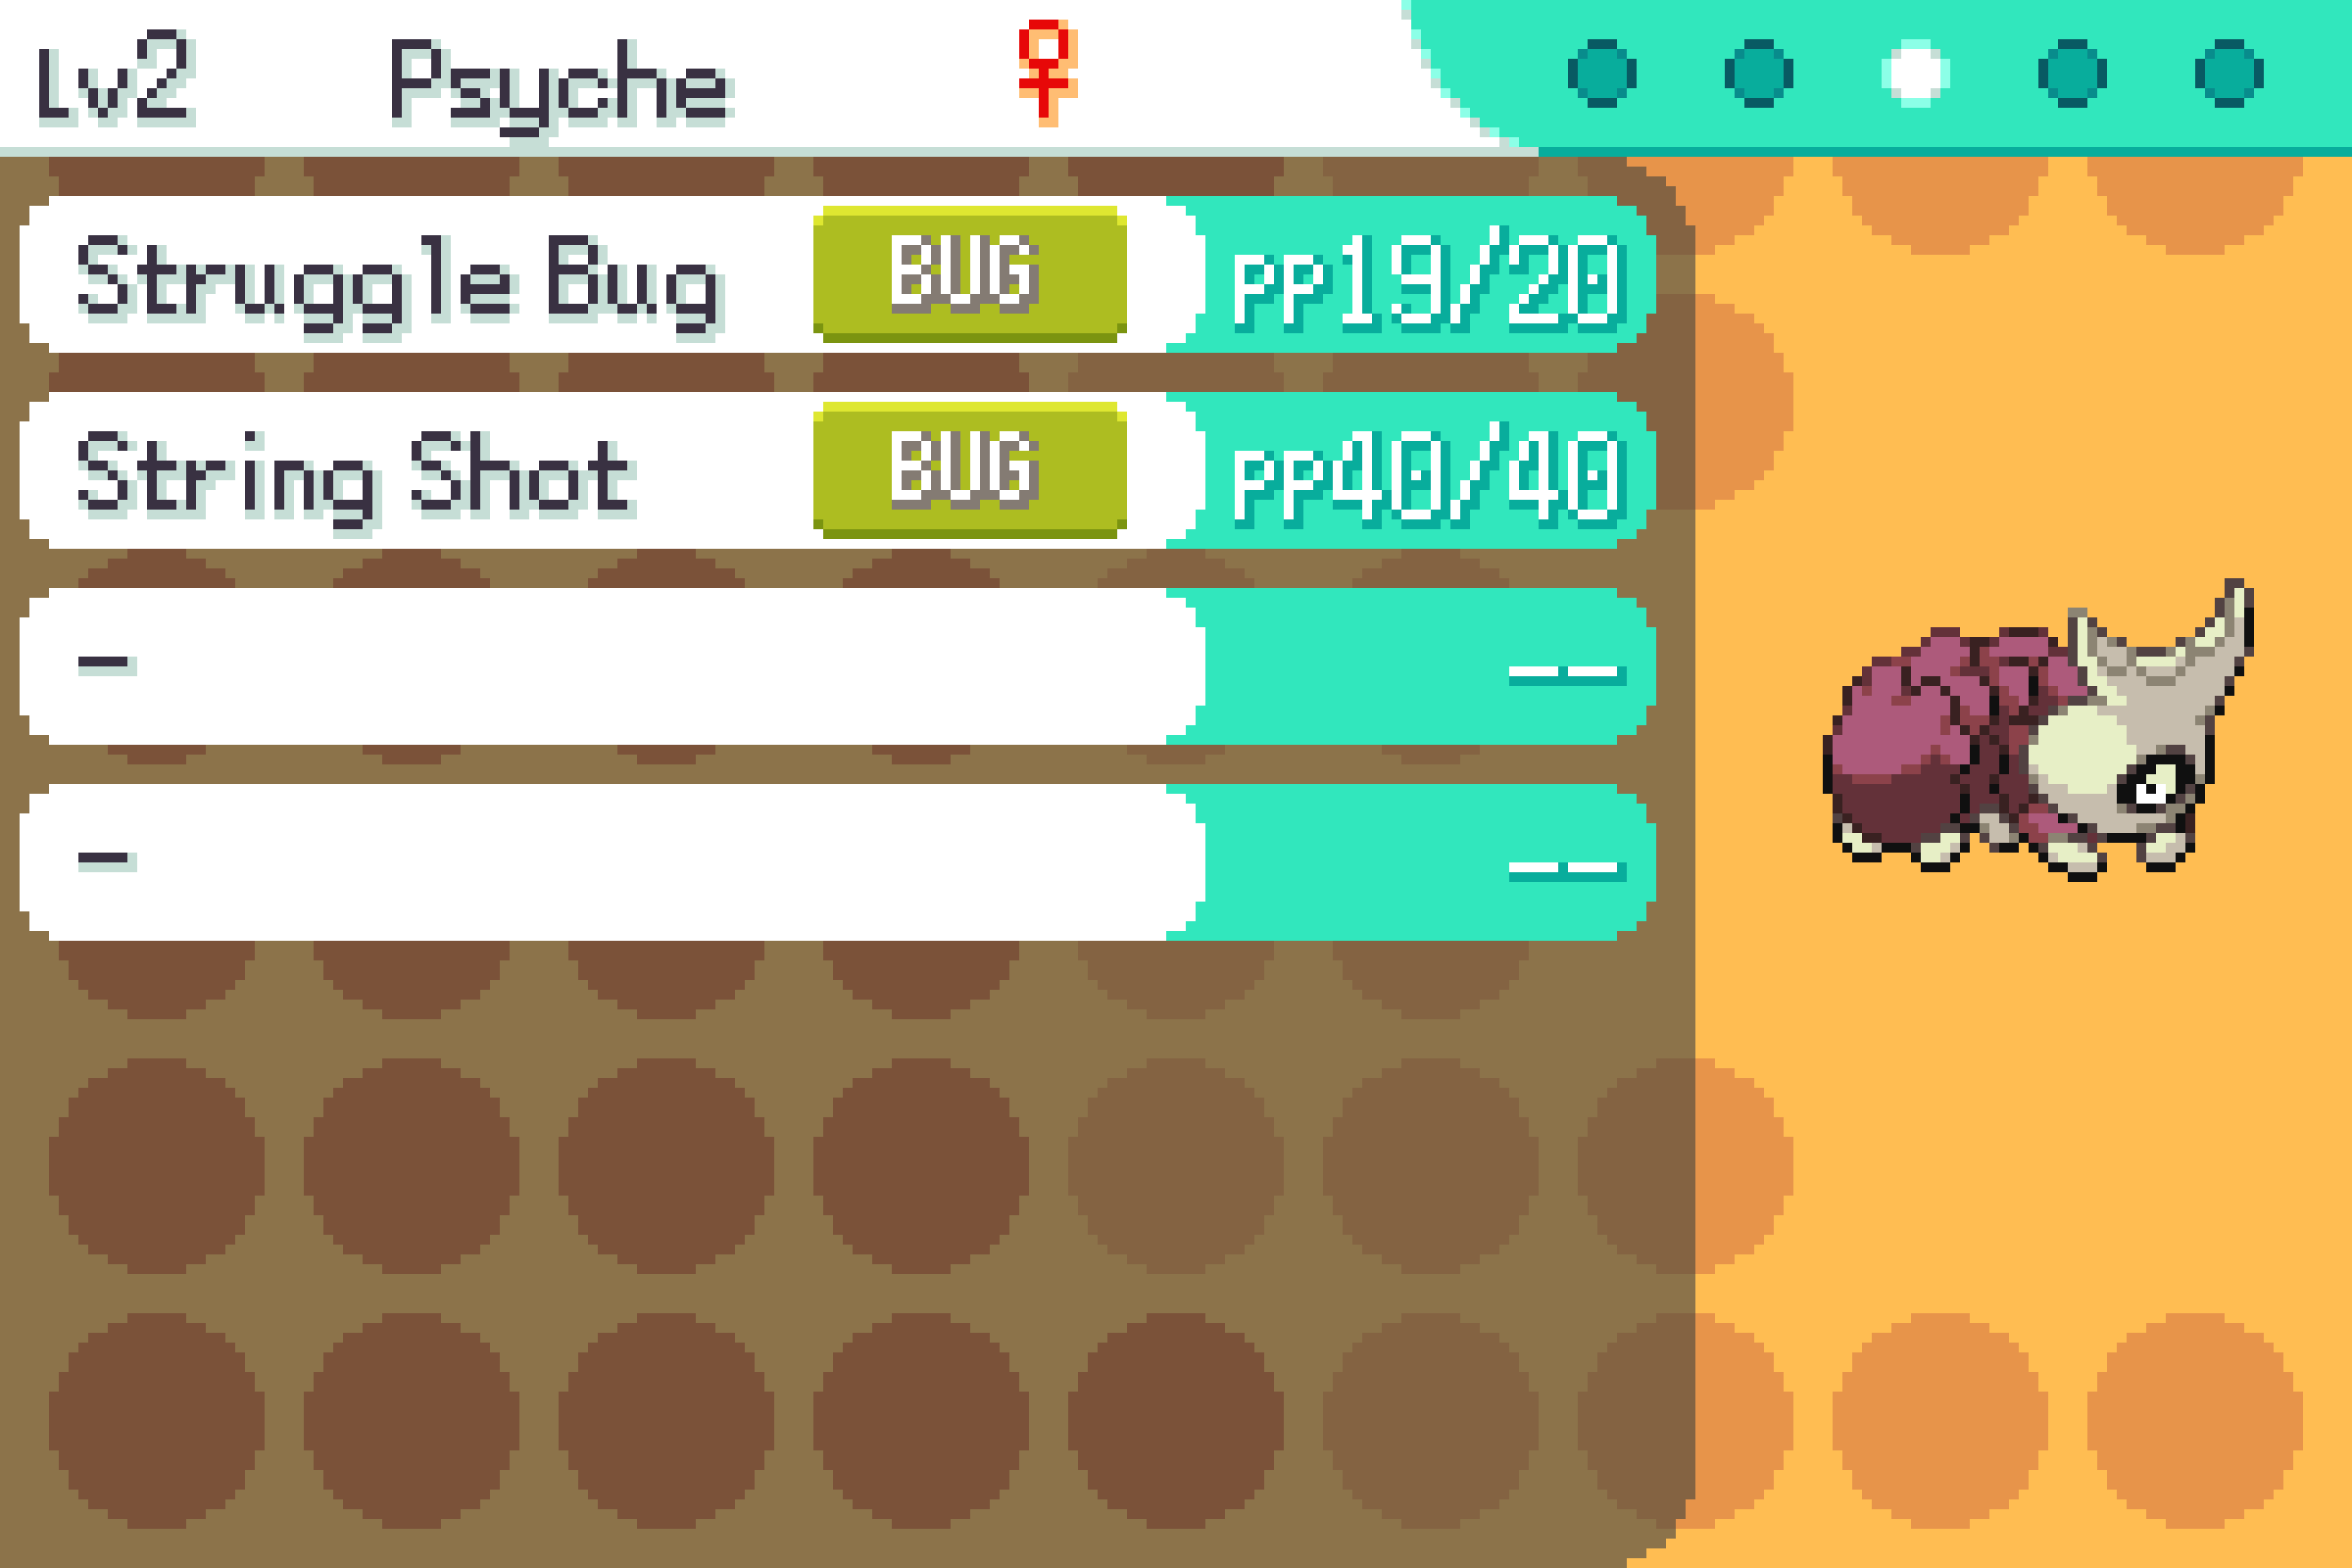 Lv2 Psyche ♀
Struggle Bug BUG PP19/20
String Shot BUG PP40/40
– --
– --